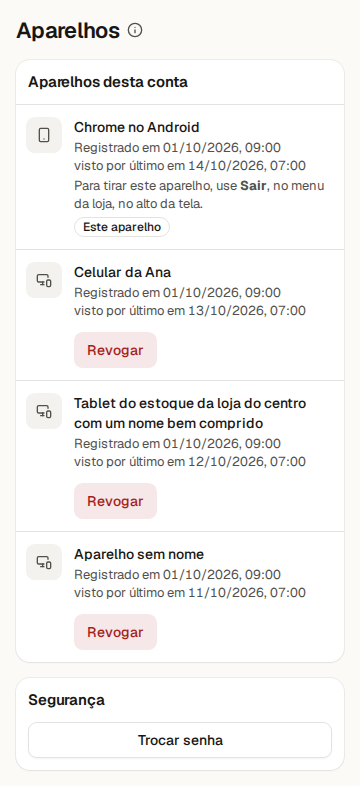 Aparelhos
Aparelhos desta conta
Chrome no Android
Registrado em 01/10/2026, 09:00
visto por último em 14/10/2026, 07:00
Para tirar este aparelho, use Sair, no menu
da loja, no alto da tela.
Este aparelho
Celular da Ana
Registrado em 01/10/2026, 09:00
visto por último em 13/10/2026, 07:00
Revogar
Tablet do estoque da loja do centro
com um nome bem comprido
Registrado em 01/10/2026, 09:00
visto por último em 12/10/2026, 07:00
Revogar
Aparelho sem nome
Registrado em 01/10/2026, 09:00
visto por último em 11/10/2026, 07:00
Revogar
Segurança
Trocar senha